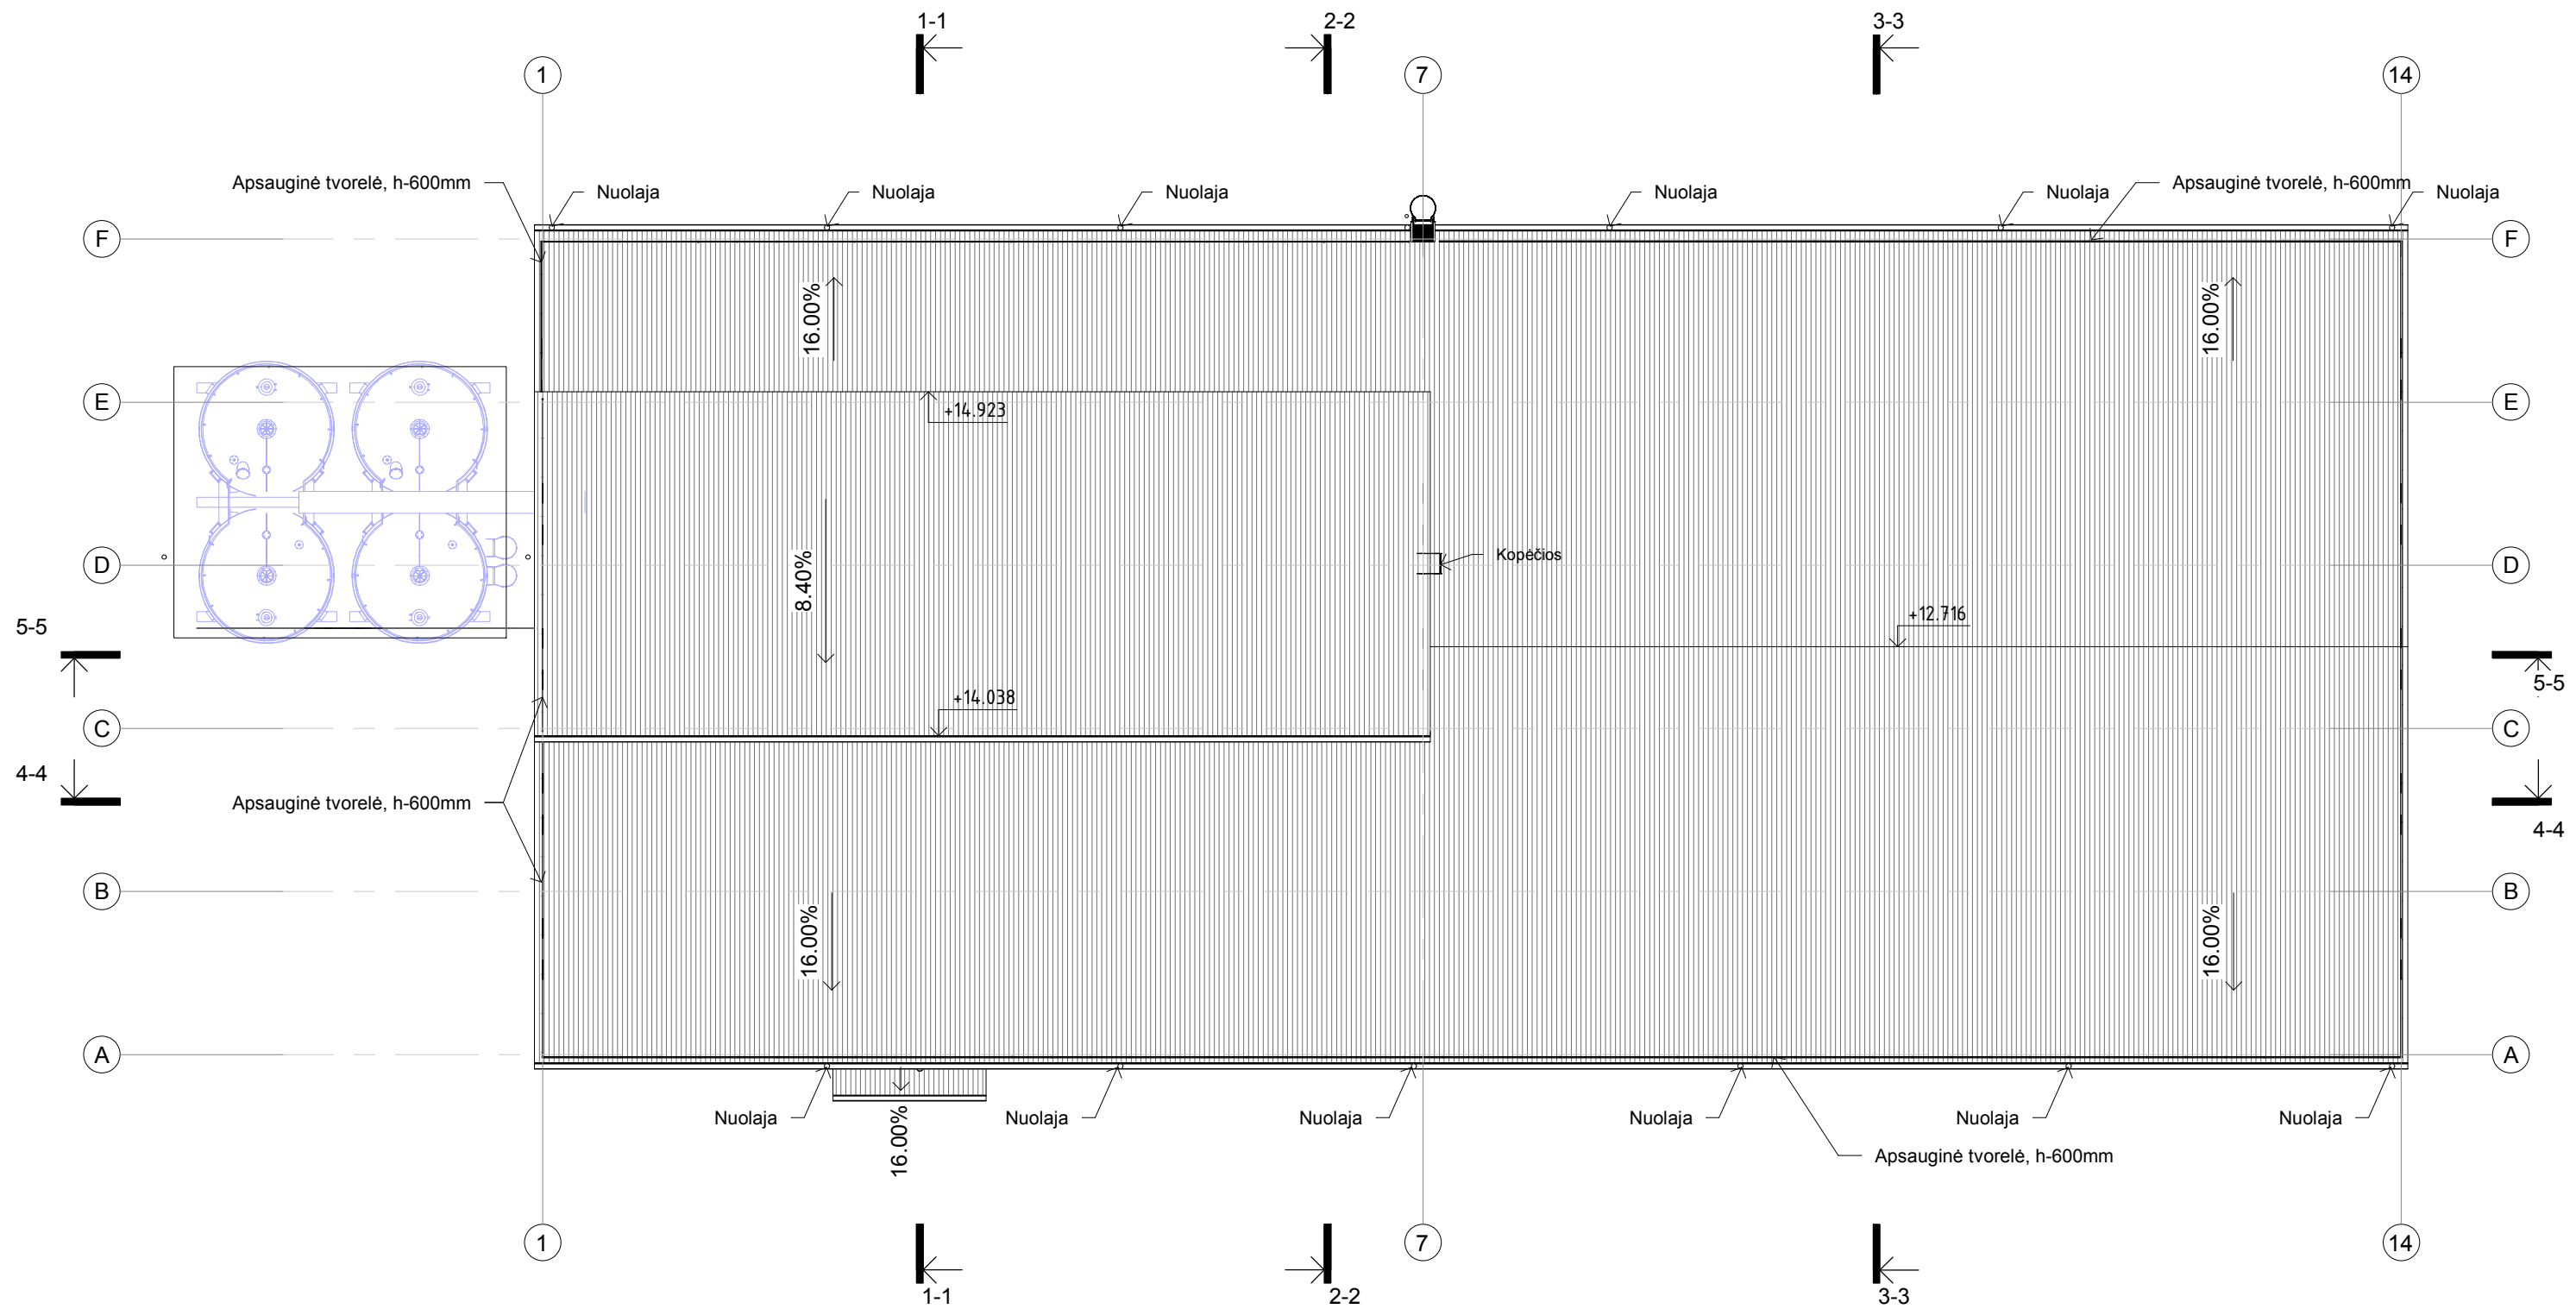 1-1
2-2
3-3
1
7
14
Apsauginė tvorelė, h-600mm
Nuolaja
Nuolaja
Nuolaja
Nuolaja
Nuolaja
Apsauginė tvorelė, h-600mm
Nuolaja
F
F
16.00%
16.00%
E
E
+14.923
D
D
8.40%
Kopėčios
+12.716
5-5
5-5
+14.038
C
C
4-4
4-4
Apsauginė tvorelė, h-600mm
B
B
16.00%
16.00%
A
A
Nuolaja
Nuolaja
Nuolaja
Nuolaja
Nuolaja
Nuolaja
16.00%
Apsauginė tvorelė, h-600mm
1
7
14
1-1
2-2
3-3